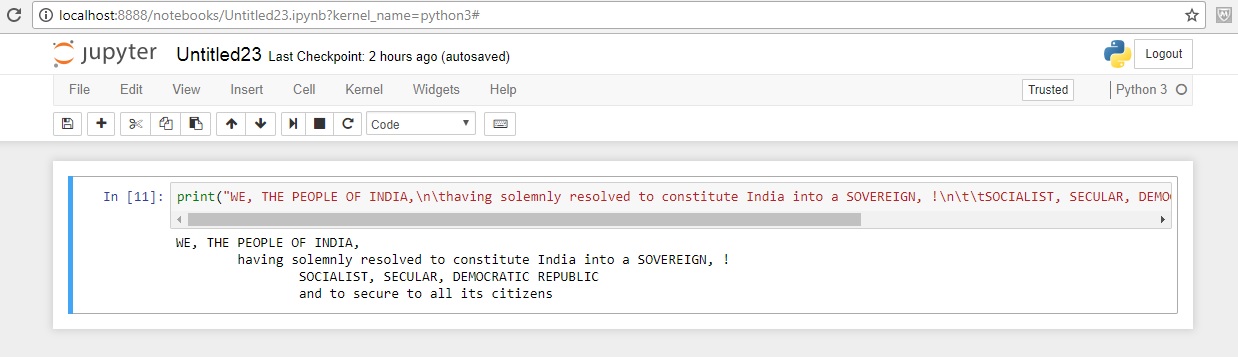 localhost:8888/notebooks/Untitled23.ipynb?kernel_name=python3#
jupyter Untitled23 Last Checkpoint: 2 hours ago (autosaved)
Logout
File Edit View Insert Cell Kernel Widgets Help Trusted Python 3
Code
In [11]: print("WE, THE PEOPLE OF INDIA,\n\thaving solemnly resolved to constitute India into a SOVEREIGN, !\n\t\tSOCIALIST, SECULAR, DEMO
WE, THE PEOPLE OF INDIA,
having solemnly resolved to constitute India into a SOVEREIGN, !
SOCIALIST, SECULAR, DEMOCRATIC REPUBLIC
and to secure to all its citizens